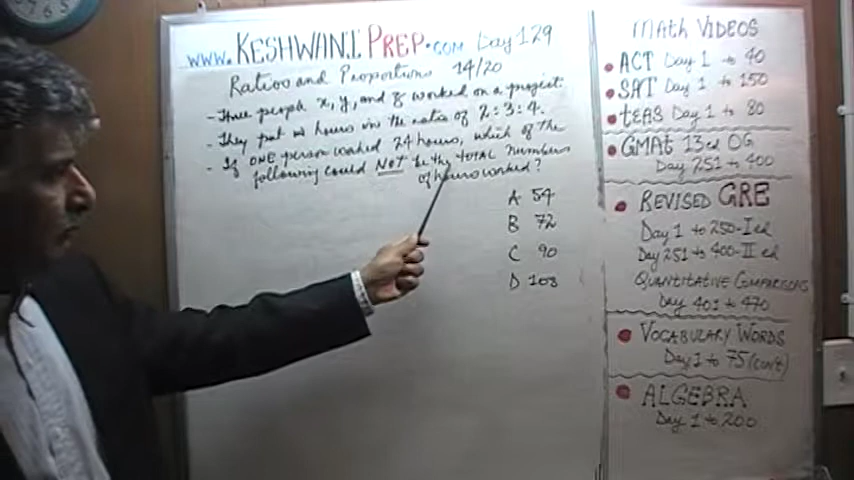 www.KESHWANI PREP.com Day 129
Ratios and Proportions 14/20
- Three people x, y, and z worked on a project.
- They put in hours in the ratio of 2:3:4.
- If ONE person worked 24 hours, which of the
following could NOT be the TOTAL numbers
of hours worked?
A 54
B 72
C 90
D 108
Math Videos
ACT Day 1 to 40
SAT Day 1 to 150
TEAS Day 1 to 80
GMAt 13ed OG
Day 251 to 400
REVISED GRE
Day 1 to 250-I ed
Day 251 to 400-II ed
QUANTITATIVE COMPARISONS
Day 401 to 470
VOCABULARY WORDS
Day 1 to 75 (con't)
ALGEBRA
Day 1 to 200